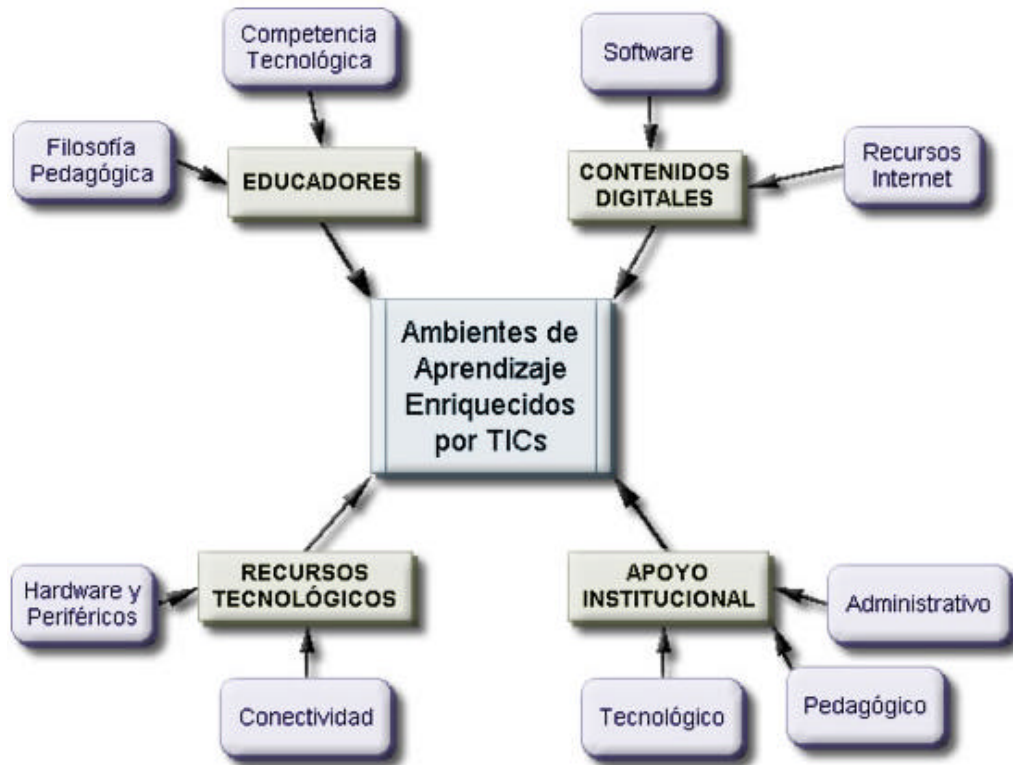 Competencia
Tecnológica
Software
Filosofía
Pedagógica
EDUCADORES
CONTENIDOS
DIGITALES
Recursos
Internet
Ambientes de
Aprendizaje
Enriquecidos
por TICs
Hardware y
Periféricos
RECURSOS
TECNOLÓGICOS
APOYO
INSTITUCIONAL
Administrativo
Conectividad
Tecnológico
Pedagógico